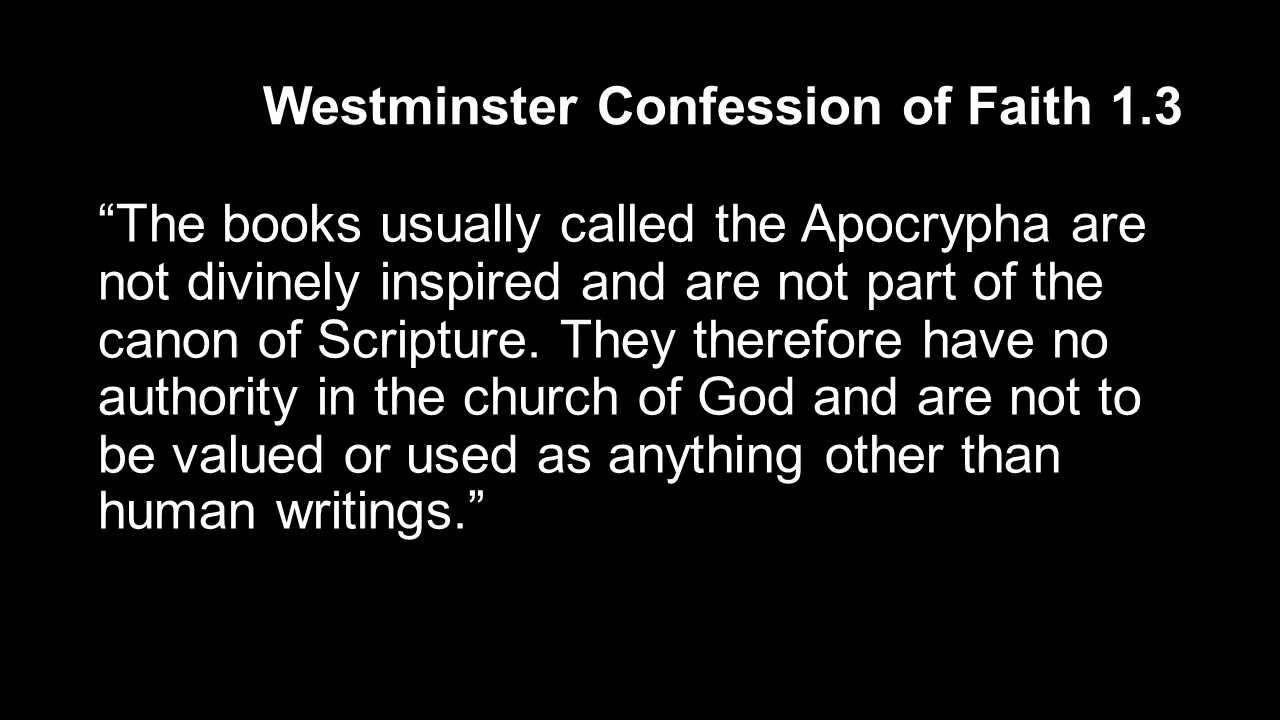 Westminster Confession of Faith 1.3
“The books usually called the Apocrypha are
not divinely inspired and are not part of the
canon of Scripture. They therefore have no
authority in the church of God and are not to
be valued or used as anything other than
human writings.”